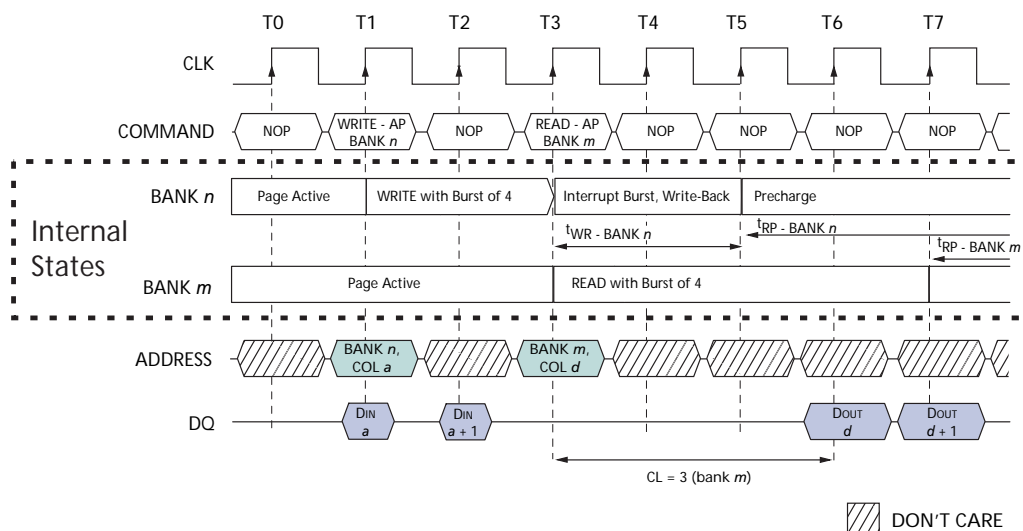 T0 T1 T2 T3 T4 T5 T6 T7
CLK
COMMAND NOP WRITE - AP BANK n NOP READ - AP BANK m NOP NOP NOP NOP
BANK n Page Active WRITE with Burst of 4 Interrupt Burst, Write-Back Precharge
Internal States
tWR - BANK n tRP - BANK n
tRP - BANK m
BANK m Page Active READ with Burst of 4
ADDRESS BANK n, COL a BANK m, COL d
DQ DIN a DIN a + 1 DOUT d DOUT d + 1
CL = 3 (bank m)
DON'T CARE